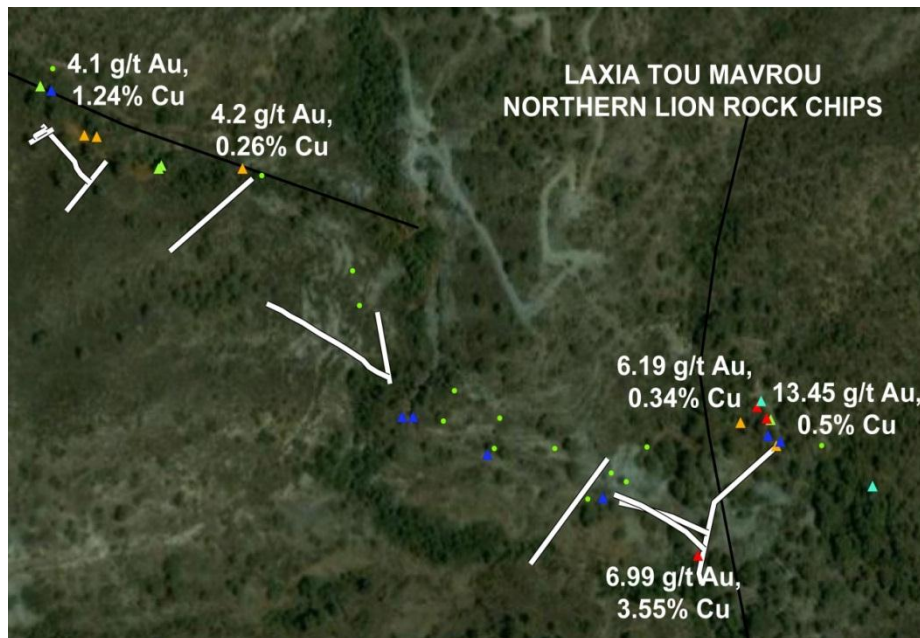 LAXIA TOU MAVROU
NORTHERN LION ROCK CHIPS
4.1 g/t Au,
1.24% Cu
4.2 g/t Au,
0.26% Cu
6.19 g/t Au,
0.34% Cu
13.45 g/t Au,
0.5% Cu
6.99 g/t Au,
3.55% Cu